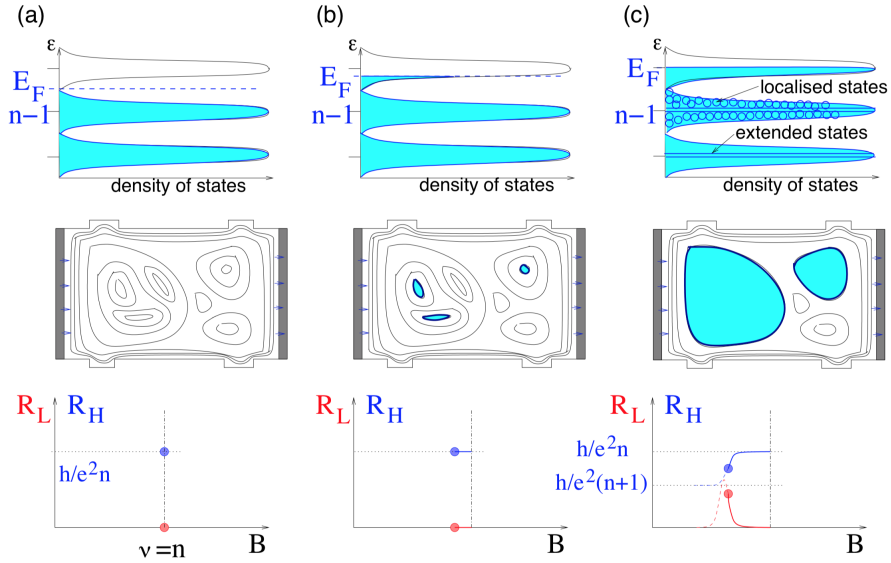 (a)
ε
E_F
n−1
density of states
(b)
ε
E_F
n−1
density of states
(c)
ε
E_F
n−1
localised states
extended states
density of states
R_L R_H
h/e²n
ν=n
B
R_L R_H
B
R_L R_H
h/e²n
h/e²(n+1)
B